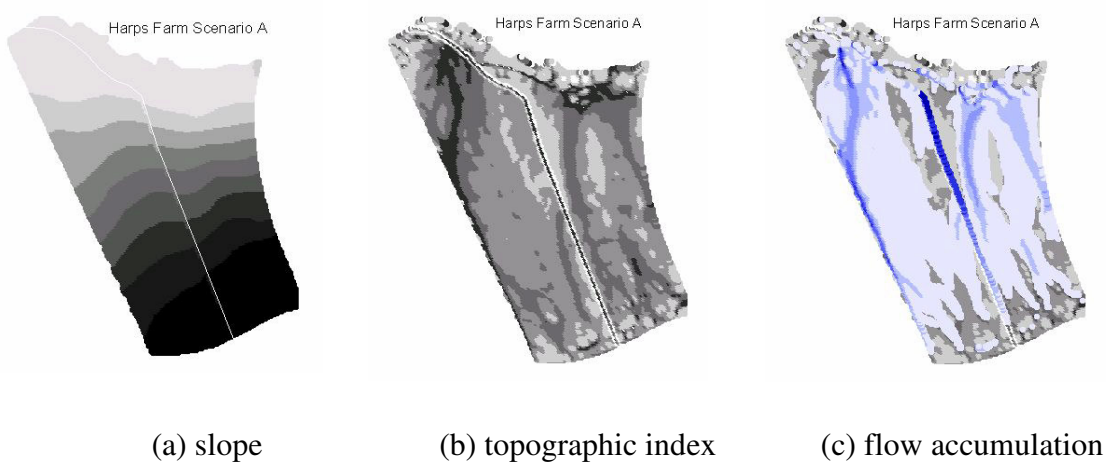 Harps Farm Scenario A
Harps Farm Scenario A
Harps Farm Scenario A
(a) slope
(b) topographic index
(c) flow accumulation